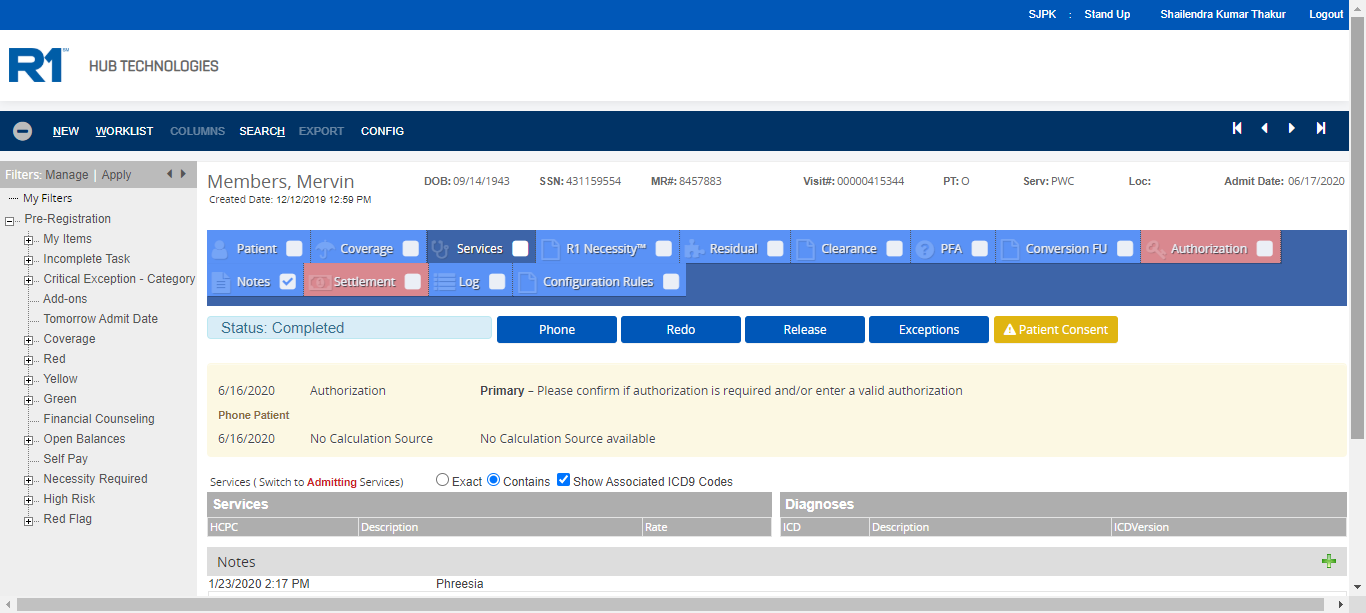 SJPK : Stand Up Shailendra Kumar Thakur Logout
R1 HUB TECHNOLOGIES
NEW WORKLIST COLUMNS SEARCH EXPORT CONFIG
Filters: Manage | Apply
My Filters
Pre-Registration
My Items
Incomplete Task
Critical Exception - Category
Add-ons
Tomorrow Admit Date
Coverage
Red
Yellow
Green
Financial Counseling
Open Balances
Self Pay
Necessity Required
High Risk
Red Flag
Members, Mervin DOB: 09/14/1943 SSN: 431159554 MR#: 8457883 Visit#: 00000415344 PT: O Serv: PWC Loc: Admit Date: 06/17/2020
Created Date: 12/12/2019 12:59 PM
Patient Coverage Services R1 Necessity™ Residual Clearance PFA Conversion FU Authorization
Notes Settlement Log Configuration Rules
Status: Completed Phone Redo Release Exceptions Patient Consent
6/16/2020 Authorization Primary – Please confirm if authorization is required and/or enter a valid authorization
Phone Patient
6/16/2020 No Calculation Source No Calculation Source available
Services ( Switch to Admitting Services) Exact Contains Show Associated ICD9 Codes
Services Diagnoses
HCPC Description Rate ICD Description ICDVersion
Notes
1/23/2020 2:17 PM Phreesia